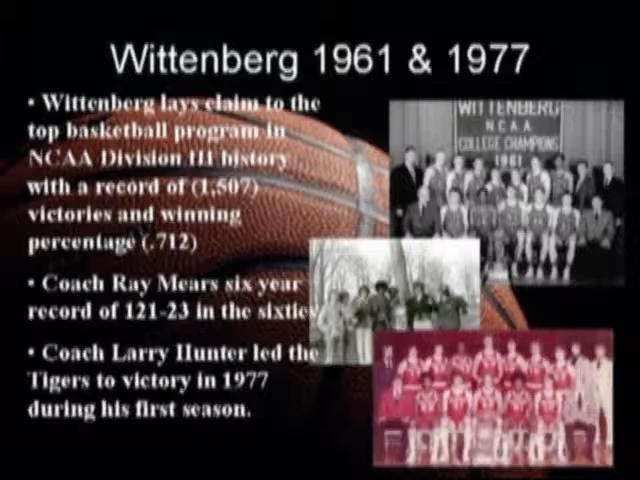 Wittenberg 1961 & 1977
• Wittenberg lays claim to the
top basketball program in
NCAA Division III history
with a record of (1,507)
victories and winning
percentage (.712)
• Coach Ray Mears six year
record of 121-23 in the sixties
• Coach Larry Hunter led the
Tigers to victory in 1977
during his first season.
WITTENBERG
N C A A
COLLEGE CHAMPIONS
1961